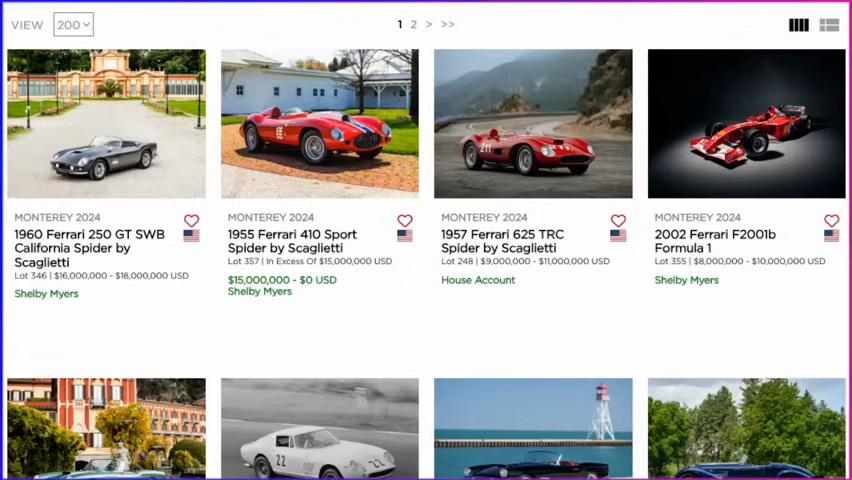 VIEW 200 1 2 > >>
MONTEREY 2024
1960 Ferrari 250 GT SWB
California Spider by
Scaglietti
Lot 346 | $16,000,000 - $18,000,000 USD
Shelby Myers
MONTEREY 2024
1955 Ferrari 410 Sport
Spider by Scaglietti
Lot 357 | In Excess Of $15,000,000 USD
$15,000,000 - $0 USD
Shelby Myers
MONTEREY 2024
1957 Ferrari 625 TRC
Spider by Scaglietti
Lot 248 | $9,000,000 - $11,000,000 USD
House Account
MONTEREY 2024
2002 Ferrari F2001b
Formula 1
Lot 355 | $8,000,000 - $10,000,000 USD
Shelby Myers
211
22
22